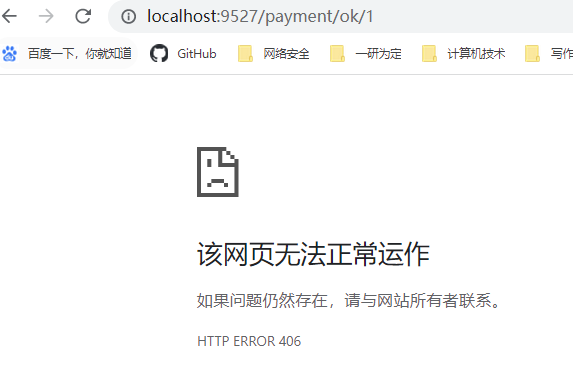 localhost:9527/payment/ok/1
百度一下，你就知道 GitHub 网络安全 一研为定 计算机技术 写作
该网页无法正常运作
如果问题仍然存在，请与网站所有者联系。
HTTP ERROR 406